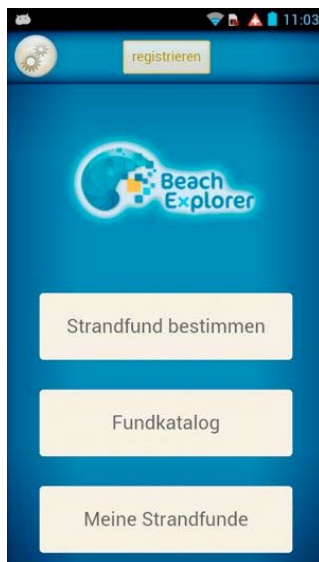 11:03
registrieren
Beach
Explorer
Strandfund bestimmen
Fundkatalog
Meine Strandfunde